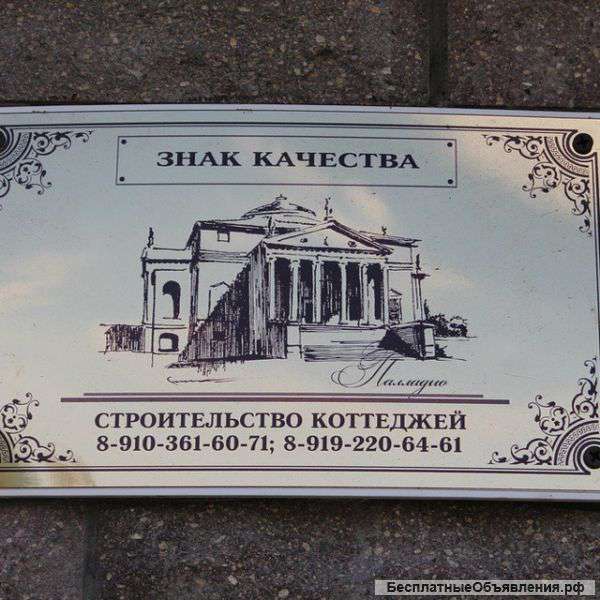 ЗНАК КАЧЕСТВА
Палладио
СТРОИТЕЛЬСТВО КОТТЕДЖЕЙ
8-910-361-60-71; 8-919-220-64-61
БесплатныеОбъявления.рф